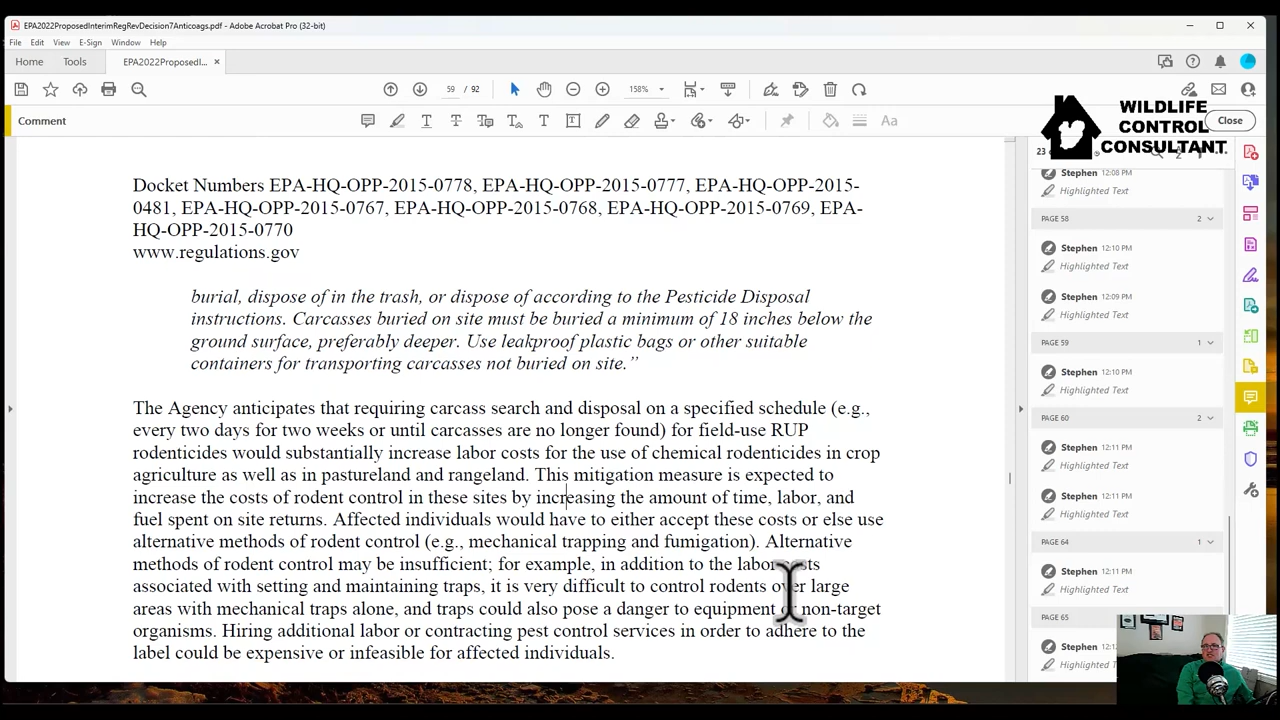 EPA2022ProposedInterimRegRevDecision7Anticoags.pdf - Adobe Acrobat Pro (32-bit)
File Edit View E-Sign Window Help
Home Tools EPA2022ProposedI... ×
59 / 92 158%
Comment
WILDLIFE
CONTROL
CONSULTANT
Close
Docket Numbers EPA-HQ-OPP-2015-0778, EPA-HQ-OPP-2015-0777, EPA-HQ-OPP-2015-
0481, EPA-HQ-OPP-2015-0767, EPA-HQ-OPP-2015-0768, EPA-HQ-OPP-2015-0769, EPA-
HQ-OPP-2015-0770
www.regulations.gov
burial, dispose of in the trash, or dispose of according to the Pesticide Disposal
instructions. Carcasses buried on site must be buried a minimum of 18 inches below the
ground surface, preferably deeper. Use leakproof plastic bags or other suitable
containers for transporting carcasses not buried on site.”
The Agency anticipates that requiring carcass search and disposal on a specified schedule (e.g.,
every two days for two weeks or until carcasses are no longer found) for field-use RUP
rodenticides would substantially increase labor costs for the use of chemical rodenticides in crop
agriculture as well as in pastureland and rangeland. This mitigation measure is expected to
increase the costs of rodent control in these sites by increasing the amount of time, labor, and
fuel spent on site returns. Affected individuals would have to either accept these costs or else use
alternative methods of rodent control (e.g., mechanical trapping and fumigation). Alternative
methods of rodent control may be insufficient; for example, in addition to the labor costs
associated with setting and maintaining traps, it is very difficult to control rodents over large
areas with mechanical traps alone, and traps could also pose a danger to equipment or non-target
organisms. Hiring additional labor or contracting pest control services in order to adhere to the
label could be expensive or infeasible for affected individuals.
23
Stephen 12:08 PM
Highlighted Text
PAGE 58 2
Stephen 12:10 PM
Highlighted Text
Stephen 12:09 PM
Highlighted Text
PAGE 59 1
Stephen 12:10 PM
Highlighted Text
PAGE 60 2
Stephen 12:11 PM
Highlighted Text
Stephen 12:11 PM
Highlighted Text
PAGE 64 1
Stephen 12:11 PM
Highlighted Text
PAGE 65
Stephen
Highlighted